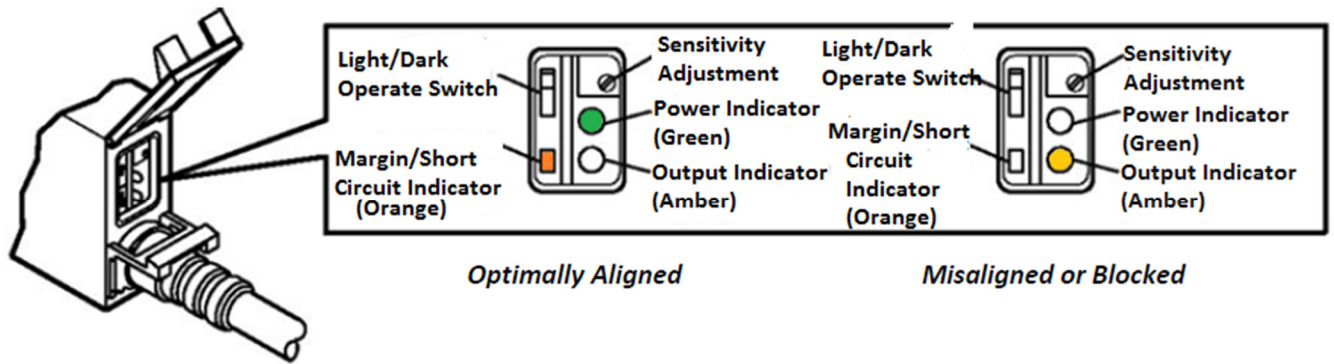 Light/Dark
Operate Switch
Sensitivity
Adjustment
Power Indicator
(Green)
Margin/Short
Circuit Indicator
(Orange)
Output Indicator
(Amber)
Light/Dark
Operate Switch
Sensitivity
Adjustment
Power Indicator
(Green)
Margin/Short
Circuit
Indicator
(Orange)
Output Indicator
(Amber)
Optimally Aligned
Misaligned or Blocked